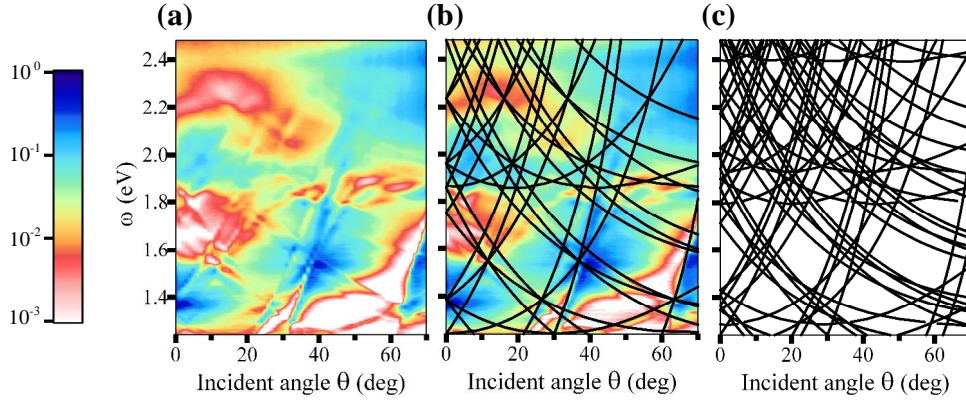 (a) (b) (c)
10⁰
10⁻¹
10⁻²
10⁻³
ω (eV)
2.4
2.2
2.0
1.8
1.6
1.4
0 20 40 60
0 20 40 60
0 20 40 60
Incident angle θ (deg)
Incident angle θ (deg)
Incident angle θ (deg)